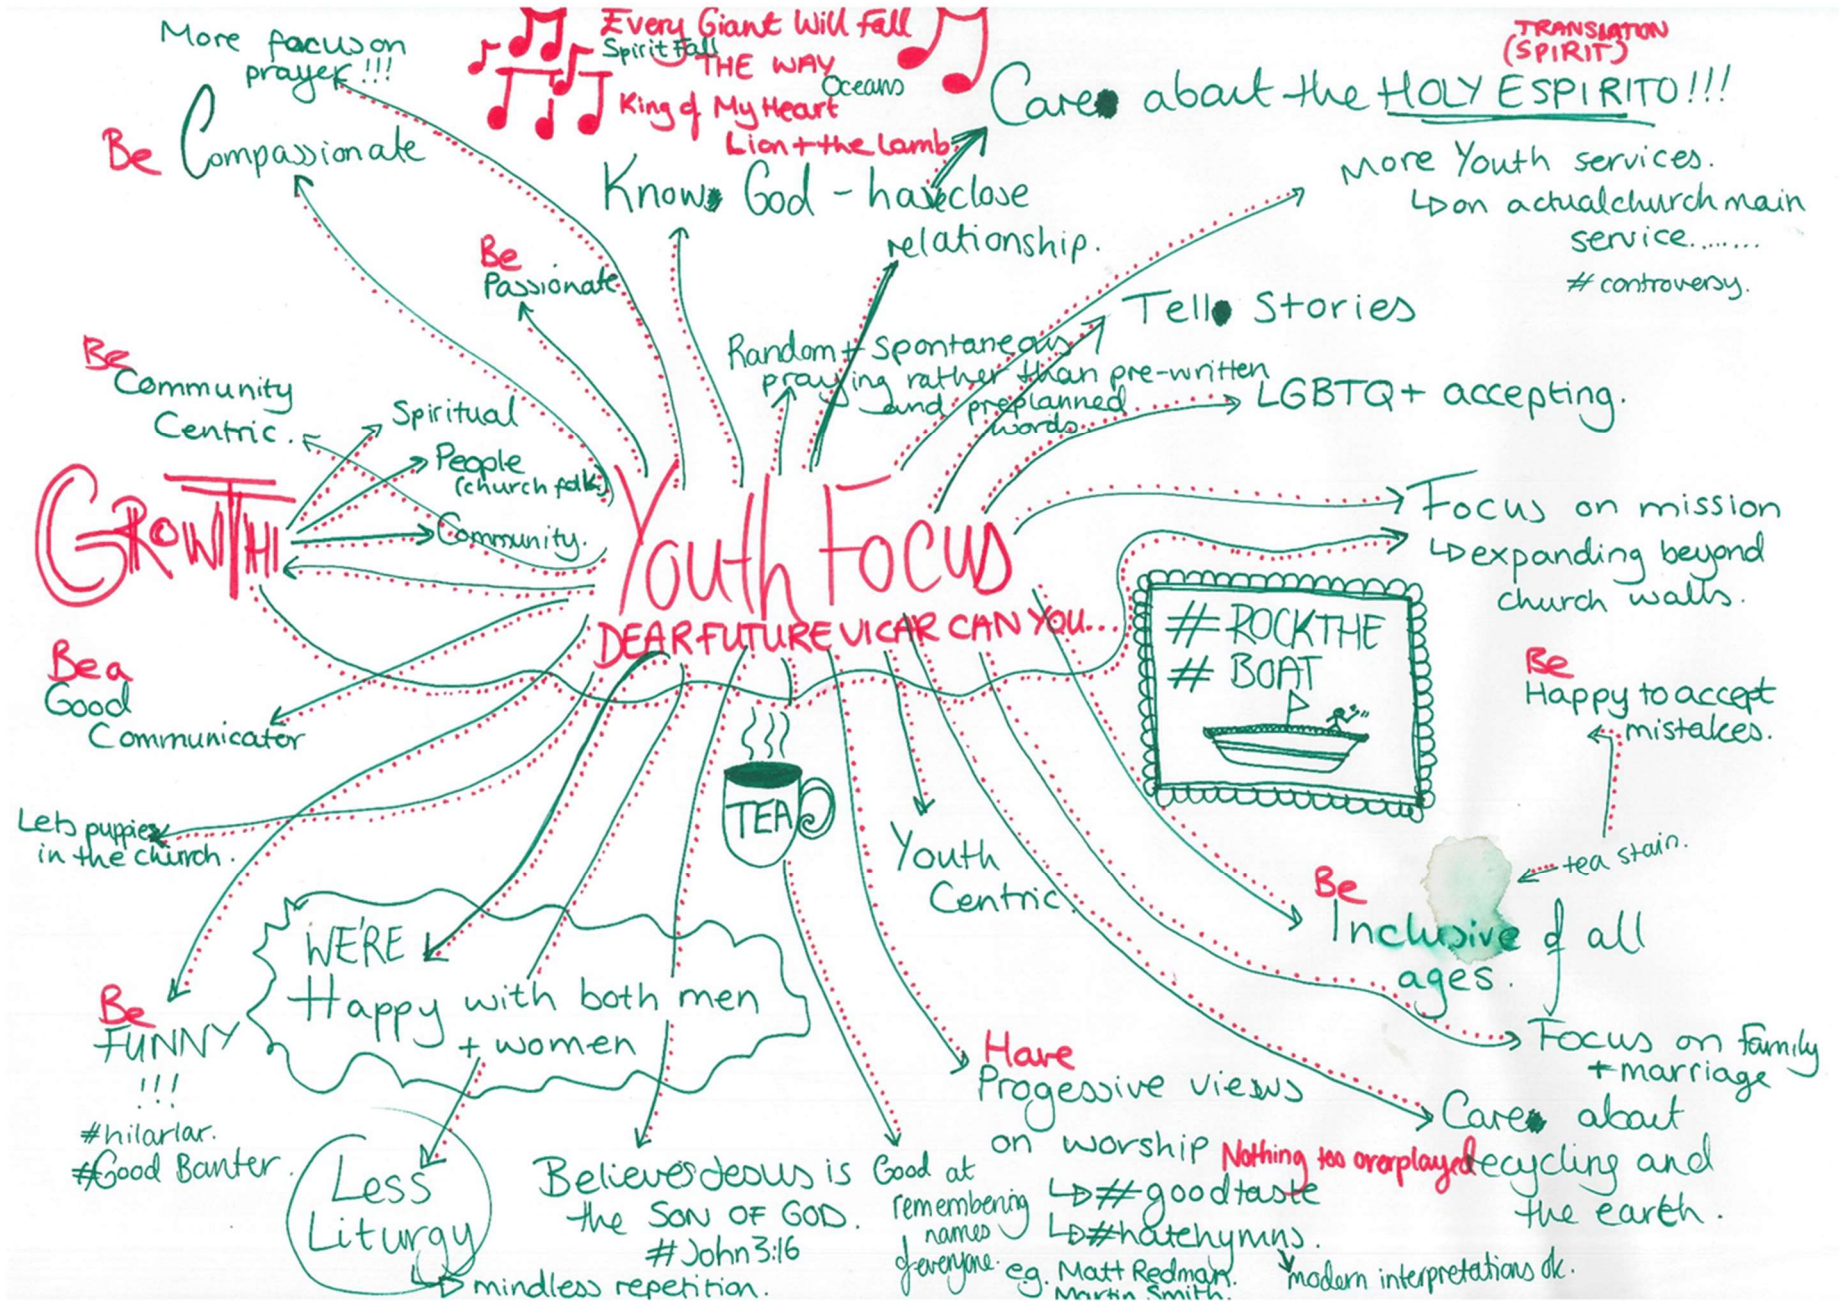 More focus on
prayer!!!
Every Giant Will Fall
Spirit Fall
THE WAY
Oceans
King of My Heart
Lion + the Lamb
TRANSLATION
(SPIRIT)
Care about the HOLY ESPIRITO!!!
Be Compassionate
Know God - have close
relationship.
More Youth services.
↳ on actual church main
service.......
# controversy.
Be
Passionate
Tell Stories
Random + Spontaneous
praying rather than pre-written
and preplanned
words.
LGBTQ+ accepting.
Be
Community
Centric.
Spiritual
People
(church folk)
Community.
GROWTH
Youth Focus
DEAR FUTURE VICAR CAN YOU...
Focus on mission
↳ expanding beyond
church walls.
# ROCKTHE
# BOAT
Be a
Good
Communicator
Be
Happy to accept
mistakes.
tea stain.
TEA
Lets puppies
in the church.
Youth
Centric.
Be
Inclusive of all
ages.
WE'RE
Happy with both men
+ women
Be
FUNNY
!!!
#hilarlar.
#Good Banter.
Focus on Family
+ marriage
Have
Progessive views
on worship
Nothing too overplayed
↳ #goodtaste
↳ #hatehymns.
modern interpretations ok.
eg. Matt Redman.
Martin Smith.
Care about
recycling and
the earth.
Less
Liturgy
↳ mindless repetition.
Believes Jesus is
the SON OF GOD.
#John 3:16
Good at
remembering
names
of everyone.